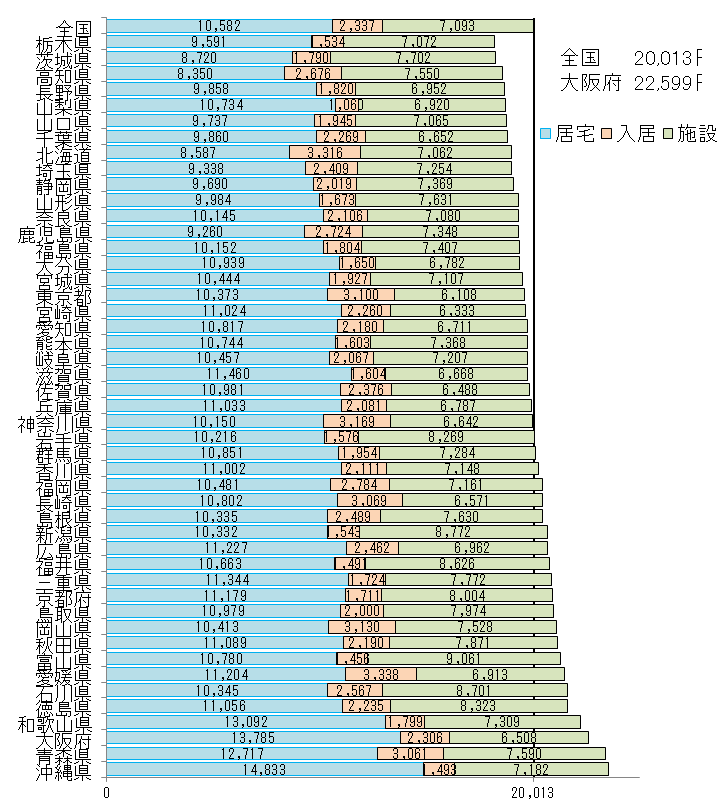 全国 10,582 2,337 7,093
栃木県 9,591 ,534 7,072
茨城県 8,720 1,790 7,702
高知県 8,350 2,676 7,550
長野県 9,858 1,820 6,952
山梨県 10,734 1,060 6,920
山口県 9,737 1,945 7,065
千葉県 9,860 2,269 6,652
北海道 8,587 3,316 7,062
埼玉県 9,338 2,409 7,254
静岡県 9,690 2,019 7,369
山形県 9,984 1,673 7,631
奈良県 10,145 2,106 7,080
鹿児島県 9,260 2,724 7,348
福島県 10,152 1,804 7,407
大分県 10,939 1,650 6,782
宮城県 10,444 1,927 7,107
東京都 10,373 3,100 6,108
宮崎県 11,024 2,260 6,333
愛知県 10,817 2,180 6,711
熊本県 10,744 1,603 7,368
岐阜県 10,457 2,067 7,207
滋賀県 11,460 1,604 6,668
佐賀県 10,981 2,376 6,488
兵庫県 11,033 2,081 6,787
神奈川県 10,150 3,169 6,642
岩手県 10,216 1,576 8,269
群馬県 10,851 1,954 7,284
香川県 11,002 2,111 7,148
福岡県 10,481 2,784 7,161
長崎県 10,802 3,069 6,571
島根県 10,335 2,489 7,630
新潟県 10,332 ,543 8,772
広島県 11,227 2,462 6,962
福井県 10,663 ,491 8,626
三重県 11,344 1,724 7,772
京都府 11,179 1,711 8,004
鳥取県 10,979 2,000 7,974
岡山県 10,413 3,130 7,528
秋田県 11,089 2,190 7,871
富山県 10,780 ,456 9,061
愛媛県 11,204 3,338 6,913
石川県 10,345 2,567 8,701
徳島県 11,056 2,235 8,323
和歌山県 13,092 1,799 7,309
大阪府 13,785 2,306 6,508
青森県 12,717 3,061 7,590
沖縄県 14,833 ,493 7,182
0 20,013
全国 20,013円
大阪府 22,599円
居宅 入居 施設